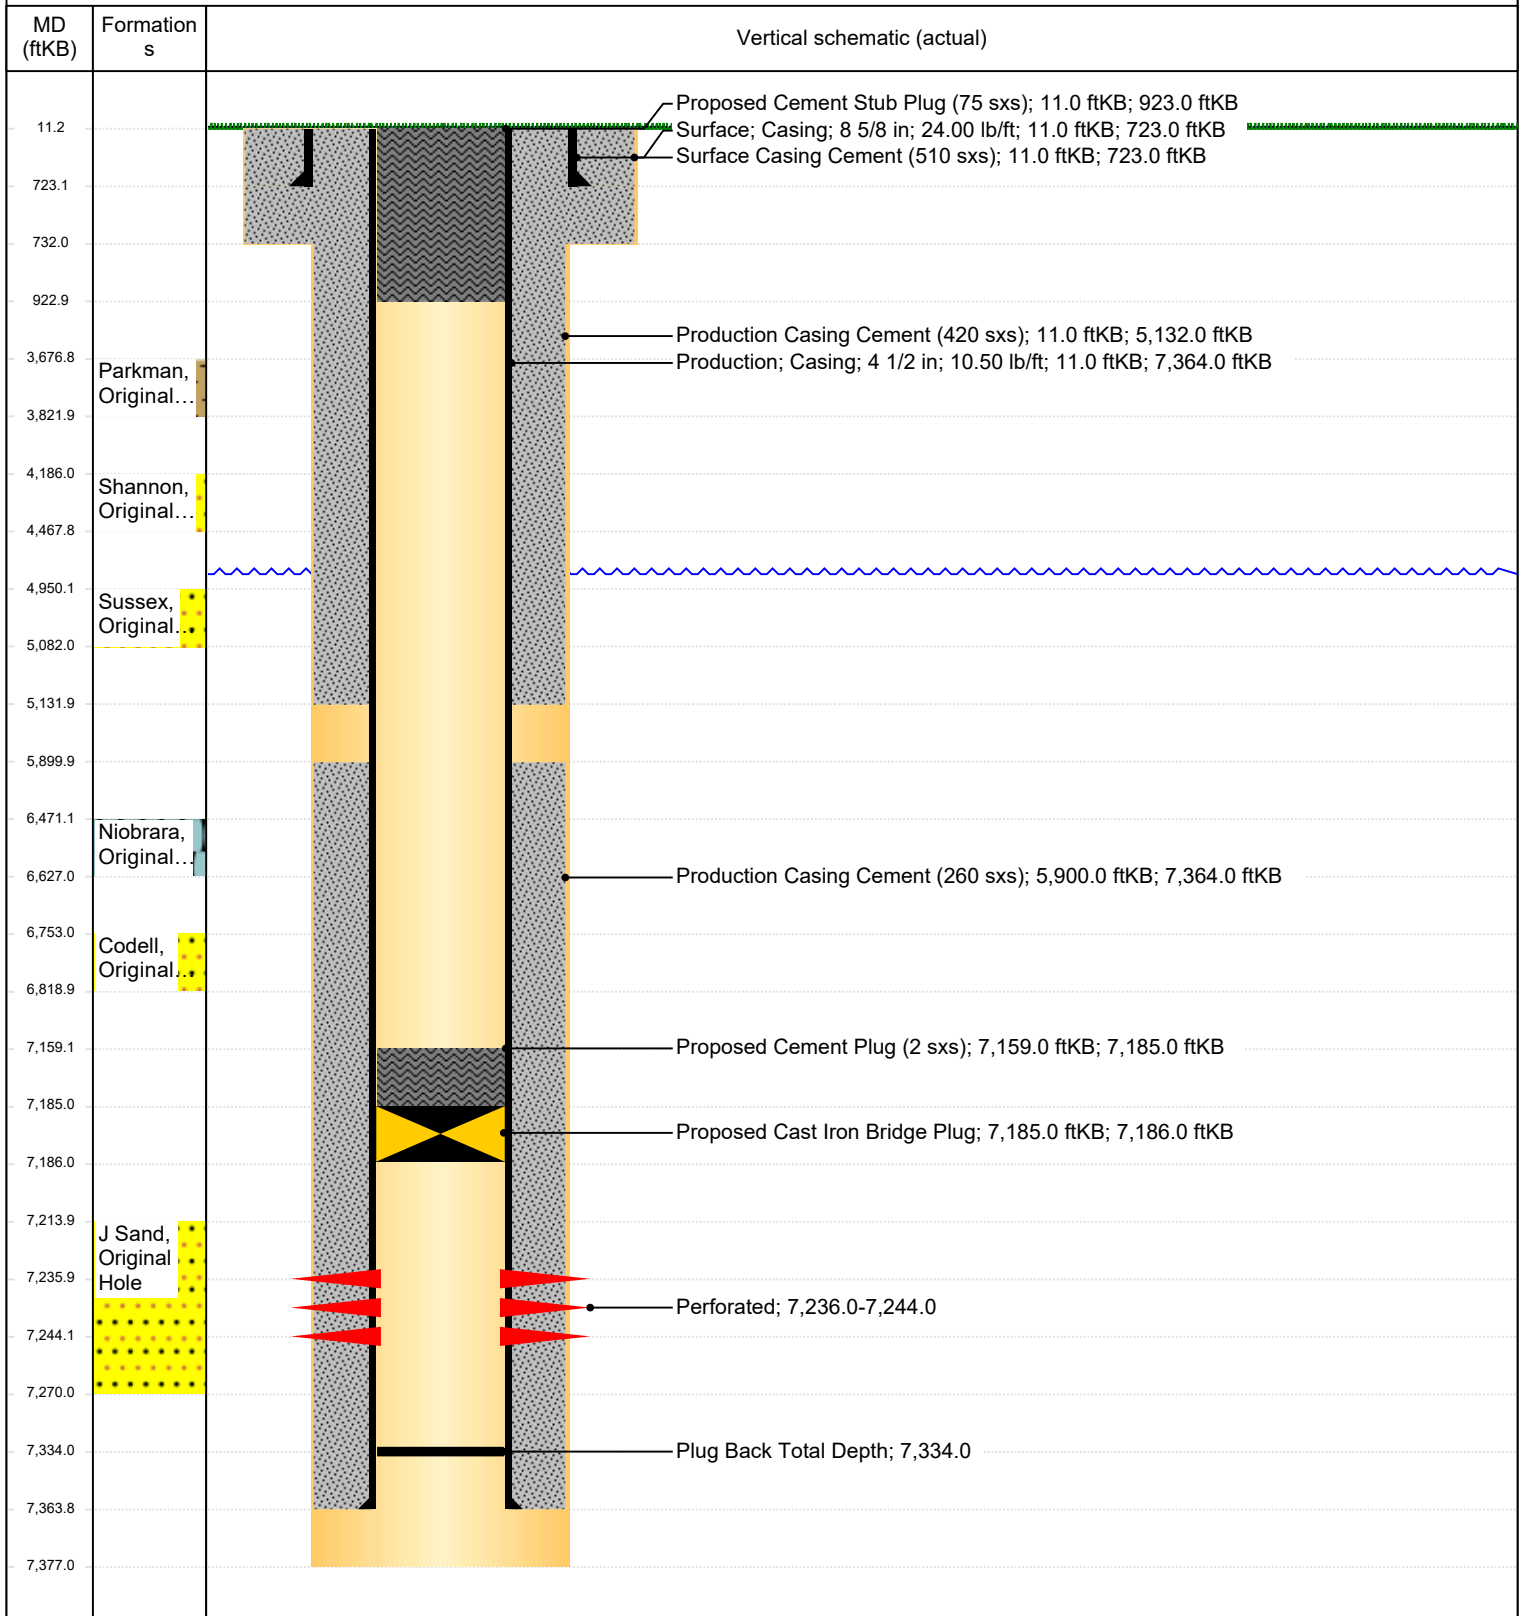 MD
(ftKB)
Formation
s
Vertical schematic (actual)
11.2
723.1
732.0
922.9
3,676.8
3,821.9
4,186.0
4,467.8
4,950.1
5,082.0
5,131.9
5,899.9
6,471.1
6,627.0
6,753.0
6,818.9
7,159.1
7,185.0
7,186.0
7,213.9
7,235.9
7,244.1
7,270.0
7,334.0
7,363.8
7,377.0
Parkman,
Original...
Shannon,
Original...
Sussex,
Original...
Niobrara,
Original...
Codell,
Original...
J Sand,
Original
Hole
Proposed Cement Stub Plug (75 sxs); 11.0 ftKB; 923.0 ftKB
Surface; Casing; 8 5/8 in; 24.00 lb/ft; 11.0 ftKB; 723.0 ftKB
Surface Casing Cement (510 sxs); 11.0 ftKB; 723.0 ftKB
Production Casing Cement (420 sxs); 11.0 ftKB; 5,132.0 ftKB
Production; Casing; 4 1/2 in; 10.50 lb/ft; 11.0 ftKB; 7,364.0 ftKB
Production Casing Cement (260 sxs); 5,900.0 ftKB; 7,364.0 ftKB
Proposed Cement Plug (2 sxs); 7,159.0 ftKB; 7,185.0 ftKB
Proposed Cast Iron Bridge Plug; 7,185.0 ftKB; 7,186.0 ftKB
Perforated; 7,236.0-7,244.0
Plug Back Total Depth; 7,334.0